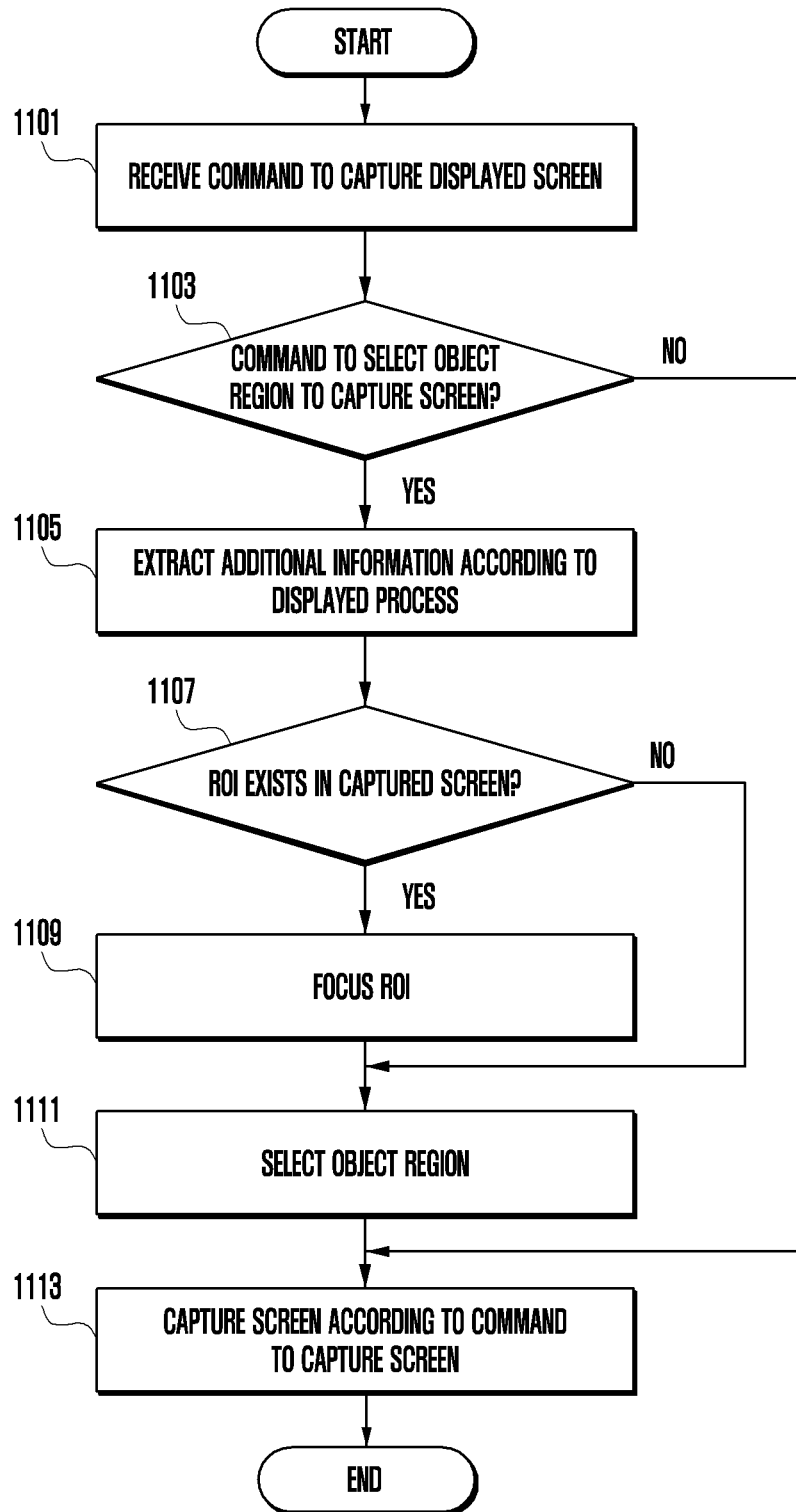 START
1101
RECEIVE COMMAND TO CAPTURE DISPLAYED SCREEN
1103
COMMAND TO SELECT OBJECT
REGION TO CAPTURE SCREEN?
NO
YES
1105
EXTRACT ADDITIONAL INFORMATION ACCORDING TO
DISPLAYED PROCESS
1107
ROI EXISTS IN CAPTURED SCREEN?
NO
YES
1109
FOCUS ROI
1111
SELECT OBJECT REGION
1113
CAPTURE SCREEN ACCORDING TO COMMAND
TO CAPTURE SCREEN
END